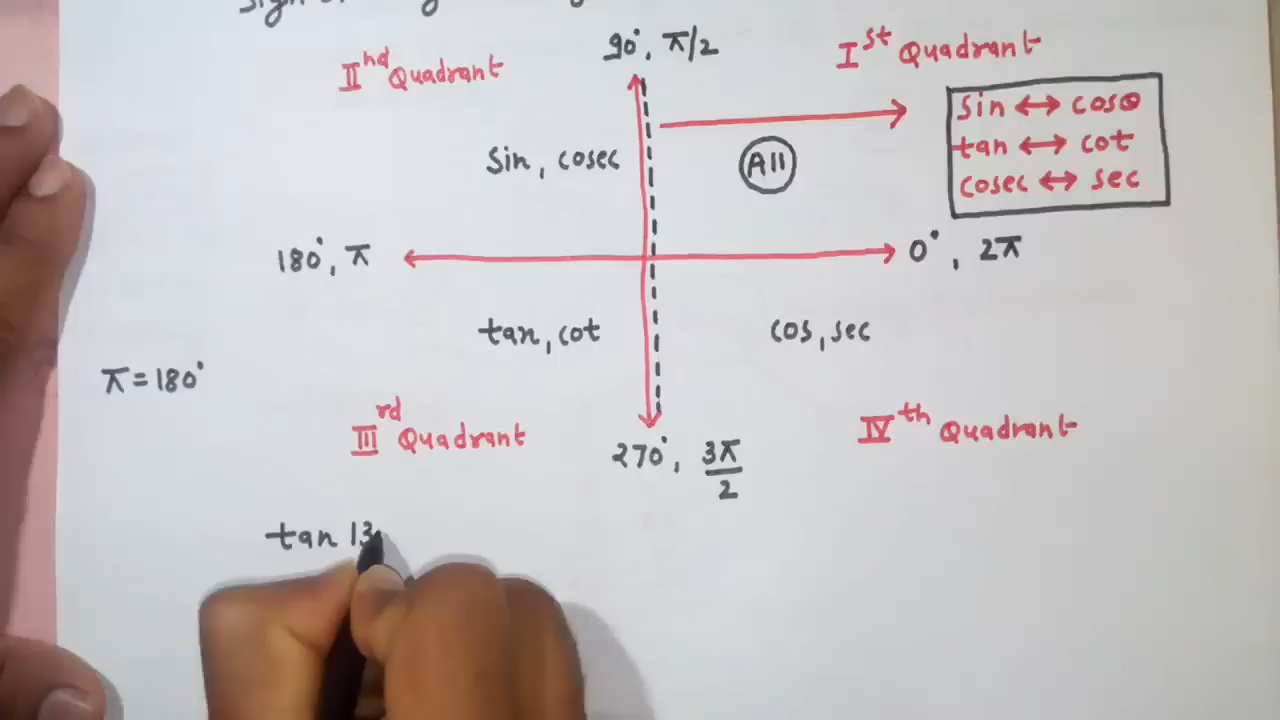 90°, π/2
IInd Quadrant
Ist Quadrant
sin ↔ cosθ
tan ↔ cot
cosec ↔ sec
Sin, cosec
All
180°, π
0°, 2π
tan, cot
cos, sec
π = 180°
IIIrd Quadrant
IVth Quadrant
270°, 3π/2
tan 13